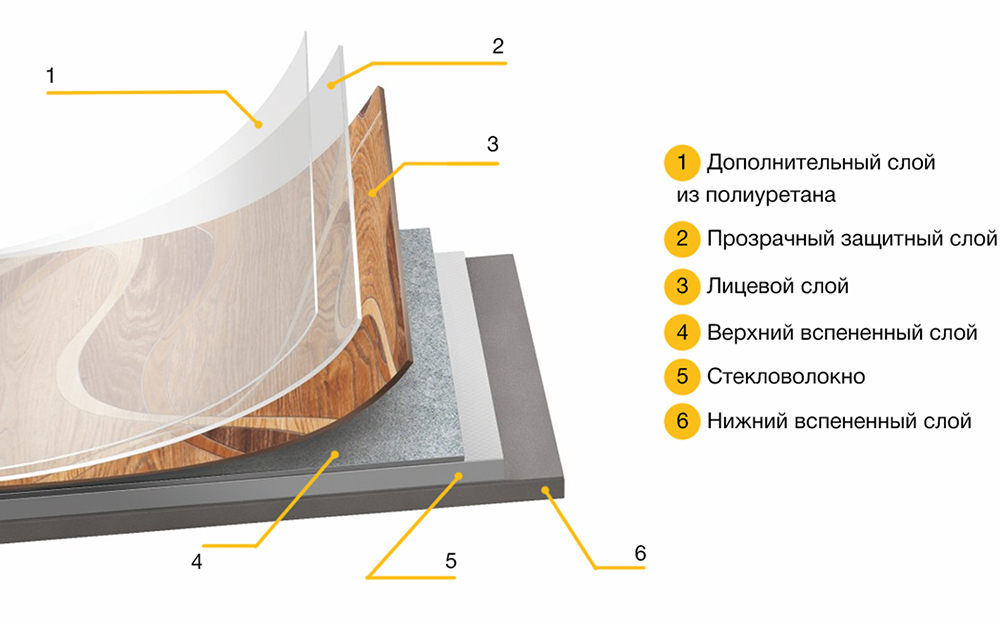 1
2
3
4
5
6
1 Дополнительный слой
из полиуретана
2 Прозрачный защитный слой
3 Лицевой слой
4 Верхний вспененный слой
5 Стекловолокно
6 Нижний вспененный слой